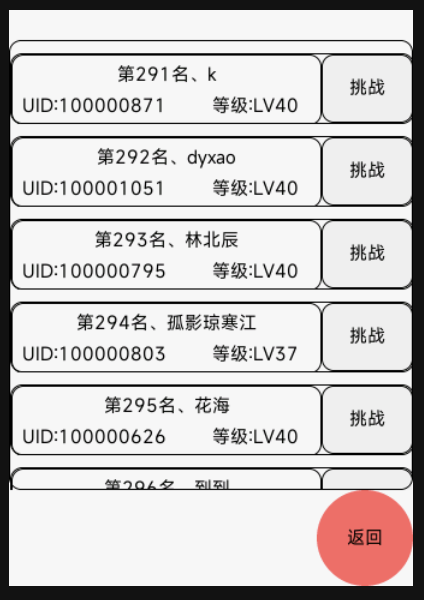 第291名、k
UID:100000871 等级:LV40
挑战
第292名、dyxao
UID:100001051 等级:LV40
挑战
第293名、林北辰
UID:100000795 等级:LV40
挑战
第294名、孤影琼寒江
UID:100000803 等级:LV37
挑战
第295名、花海
UID:100000626 等级:LV40
挑战
第296名、到到
返回